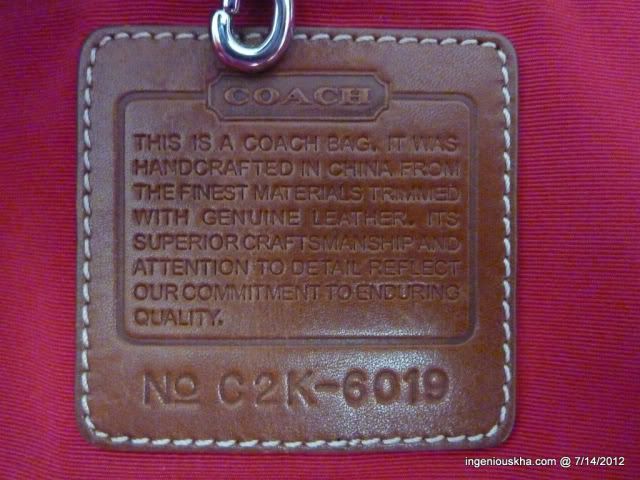 COACH
THIS IS A COACH BAG. IT WAS
HANDCRAFTED IN CHINA FROM
THE FINEST MATERIALS TRIMMED
WITH GENUINE LEATHER. ITS
SUPERIOR CRAFTSMANSHIP AND
ATTENTION TO DETAIL REFLECT
OUR COMMITMENT TO ENDURING
QUALITY.
No C2K-6019
ingeniouskha.com @ 7/14/2012